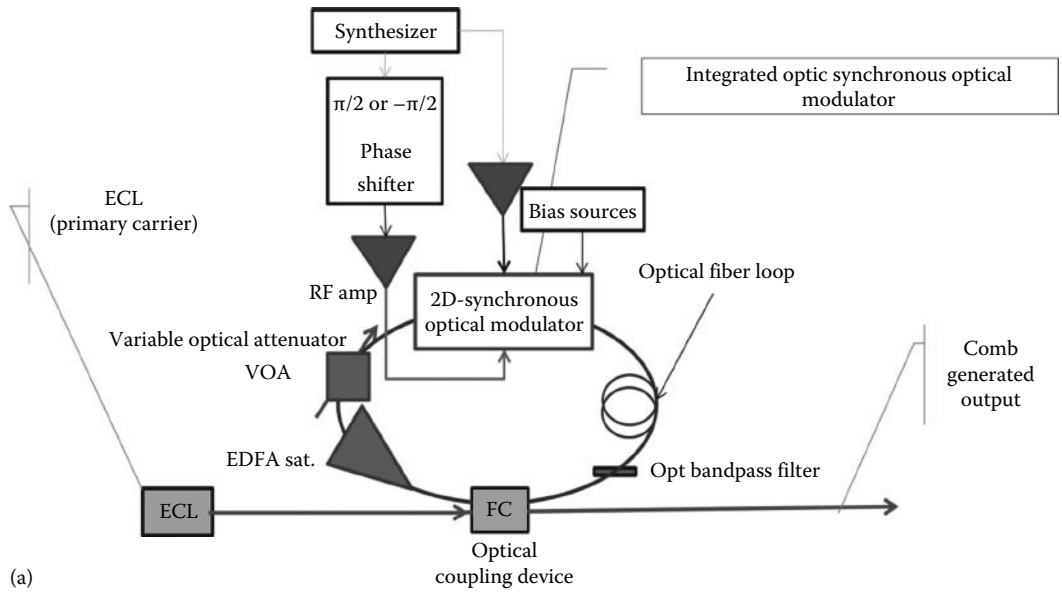 Synthesizer
π/2 or –π/2
Phase
shifter
Integrated optic synchronous optical
modulator
ECL
(primary carrier)
Bias sources
RF amp
2D-synchronous
optical modulator
Optical fiber loop
Variable optical attenuator
VOA
Comb
generated
output
EDFA sat.
Opt bandpass filter
ECL
FC
Optical
coupling device
(a)